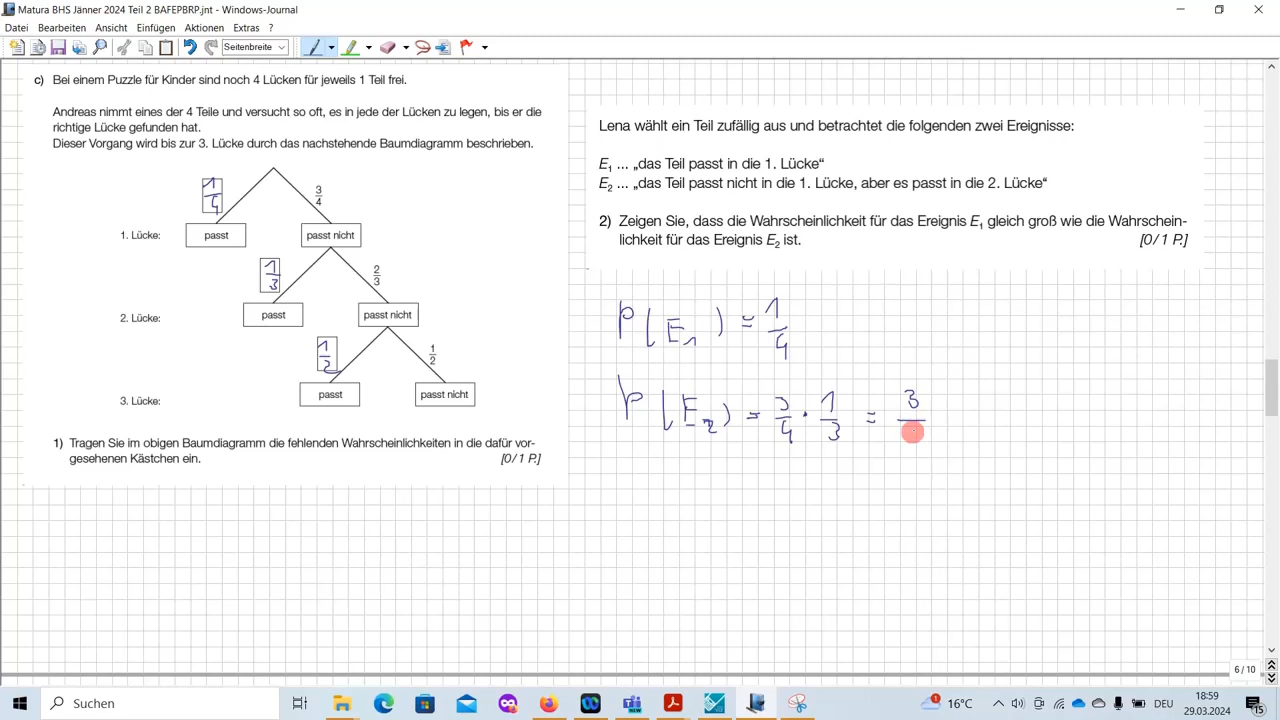 Matura BHS Jänner 2024 Teil 2 BAFEPBRP.jnt - Windows-Journal
Datei Bearbeiten Ansicht Einfügen Aktionen Extras ?
Seitenbreite
c) Bei einem Puzzle für Kinder sind noch 4 Lücken für jeweils 1 Teil frei.
Andreas nimmt eines der 4 Teile und versucht so oft, es in jede der Lücken zu legen, bis er die
richtige Lücke gefunden hat.
Dieser Vorgang wird bis zur 3. Lücke durch das nachstehende Baumdiagramm beschrieben.
1/4 3/4
1. Lücke: passt passt nicht
1/3 2/3
2. Lücke: passt passt nicht
1/2 1/2
3. Lücke: passt passt nicht
1) Tragen Sie im obigen Baumdiagramm die fehlenden Wahrscheinlichkeiten in die dafür vor-
gesehenen Kästchen ein. [0/1 P.]
Lena wählt ein Teil zufällig aus und betrachtet die folgenden zwei Ereignisse:
E₁ ... „das Teil passt in die 1. Lücke“
E₂ ... „das Teil passt nicht in die 1. Lücke, aber es passt in die 2. Lücke“
2) Zeigen Sie, dass die Wahrscheinlichkeit für das Ereignis E₁ gleich groß wie die Wahrschein-
lichkeit für das Ereignis E₂ ist. [0/1 P.]
P(E₁) = 1/4
P(E₂) = 3/4 · 1/3 = 3/
6 / 10
Suchen
16°C
DEU
18:59
29.03.2024
15
1